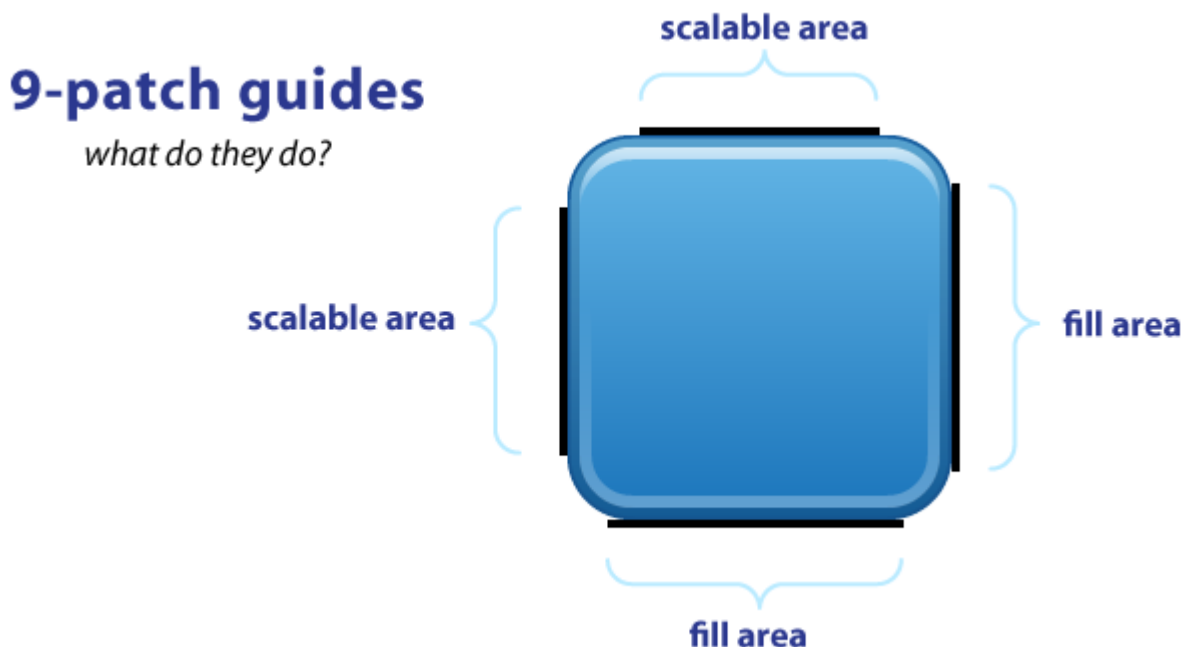 scalable area
9-patch guides
what do they do?
scalable area
fill area
fill area